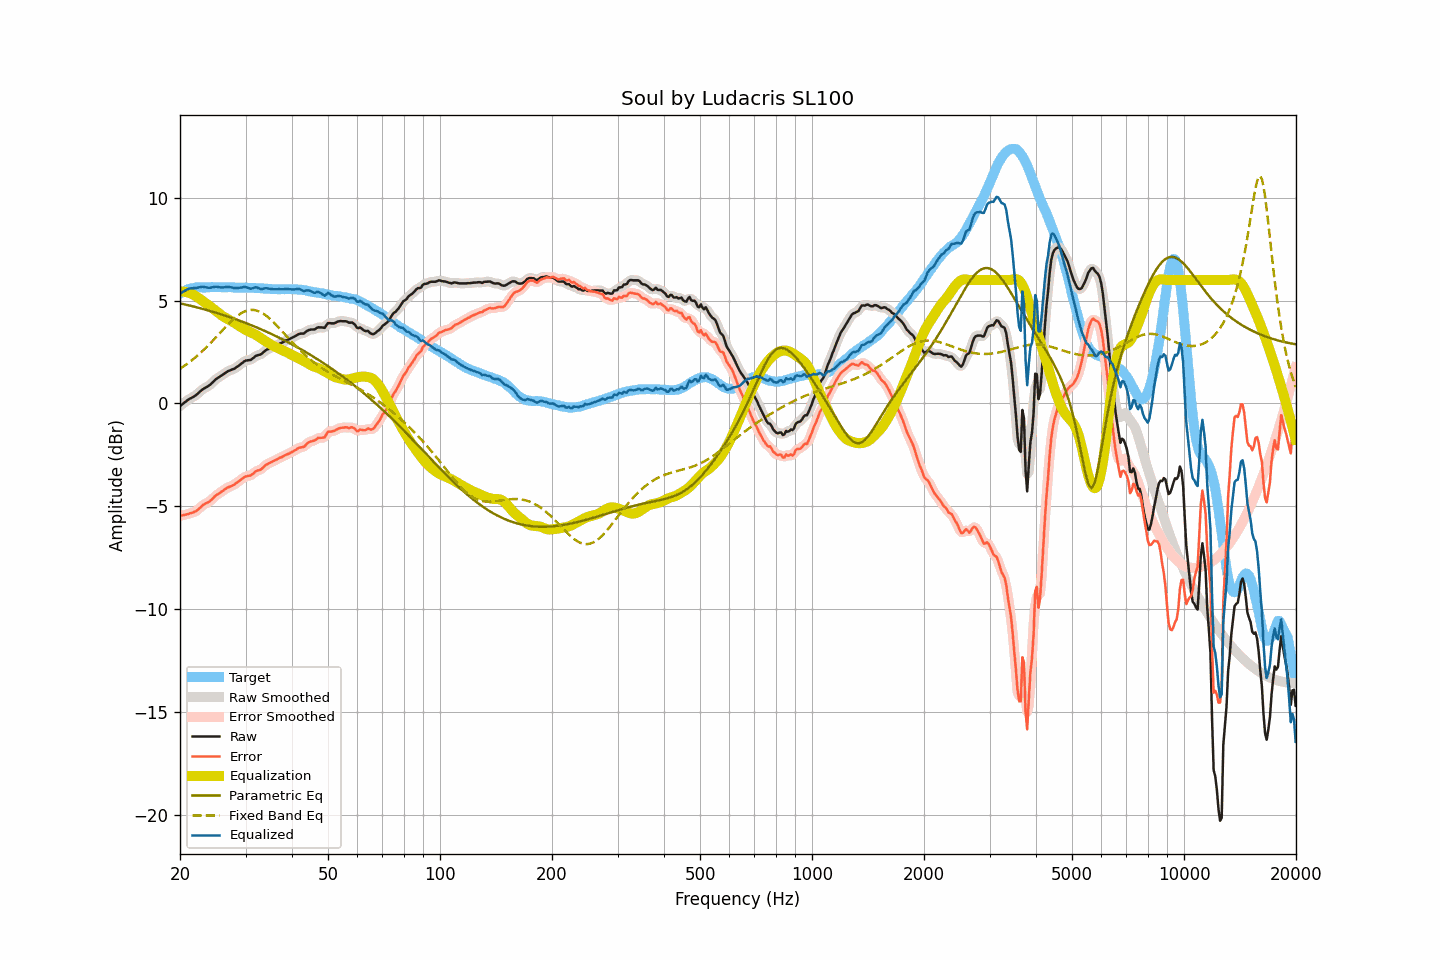 Soul by Ludacris SL100
Amplitude (dBr)
10
5
0
−5
−10
−15
−20
Target
Raw Smoothed
Error Smoothed
Raw
Error
Equalization
Parametric Eq
Fixed Band Eq
Equalized
20 50 100 200 500 1000 2000 5000 10000 20000
Frequency (Hz)